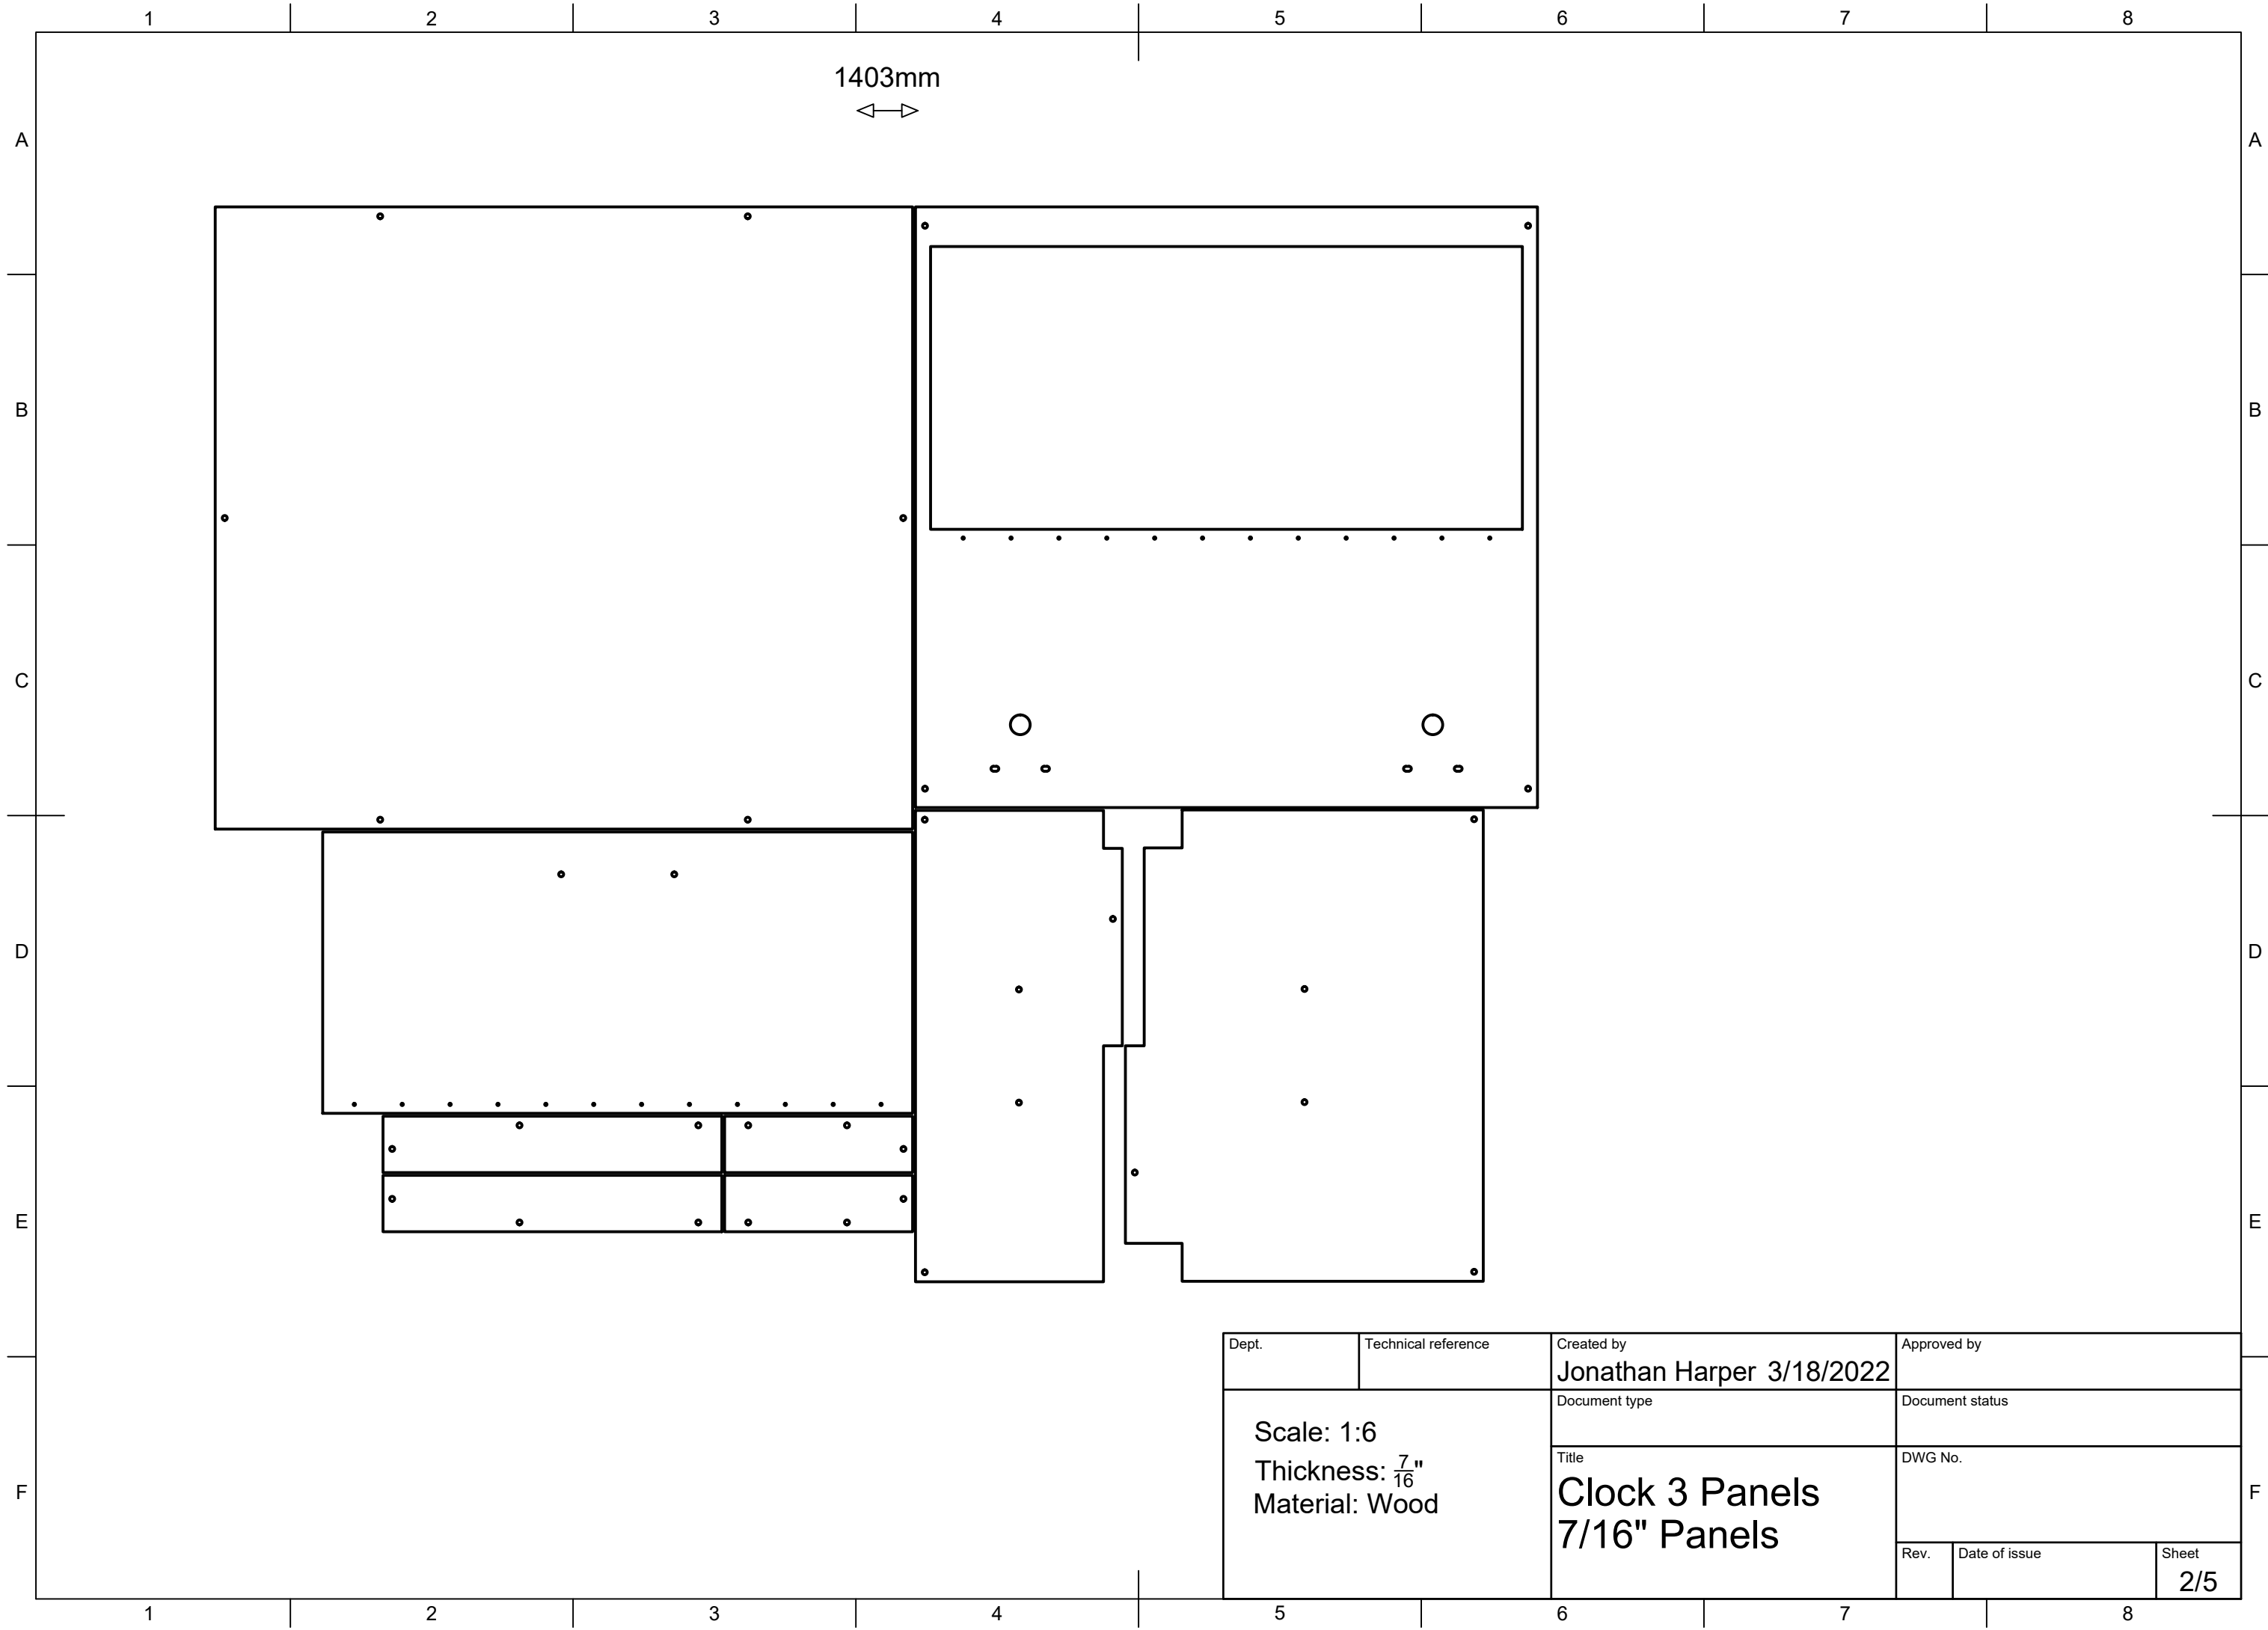 1 2 3 4 5 6 7 8
1403mm
A A
B B
C C
D D
E E
F F
Dept. Technical reference Created by Approved by
Jonathan Harper 3/18/2022
Document type Document status
Scale: 1:6
Thickness: 7/16"
Material: Wood
Title DWG No.
Clock 3 Panels
7/16" Panels
Rev. Date of issue Sheet
2/5
1 2 3 4 5 6 7 8